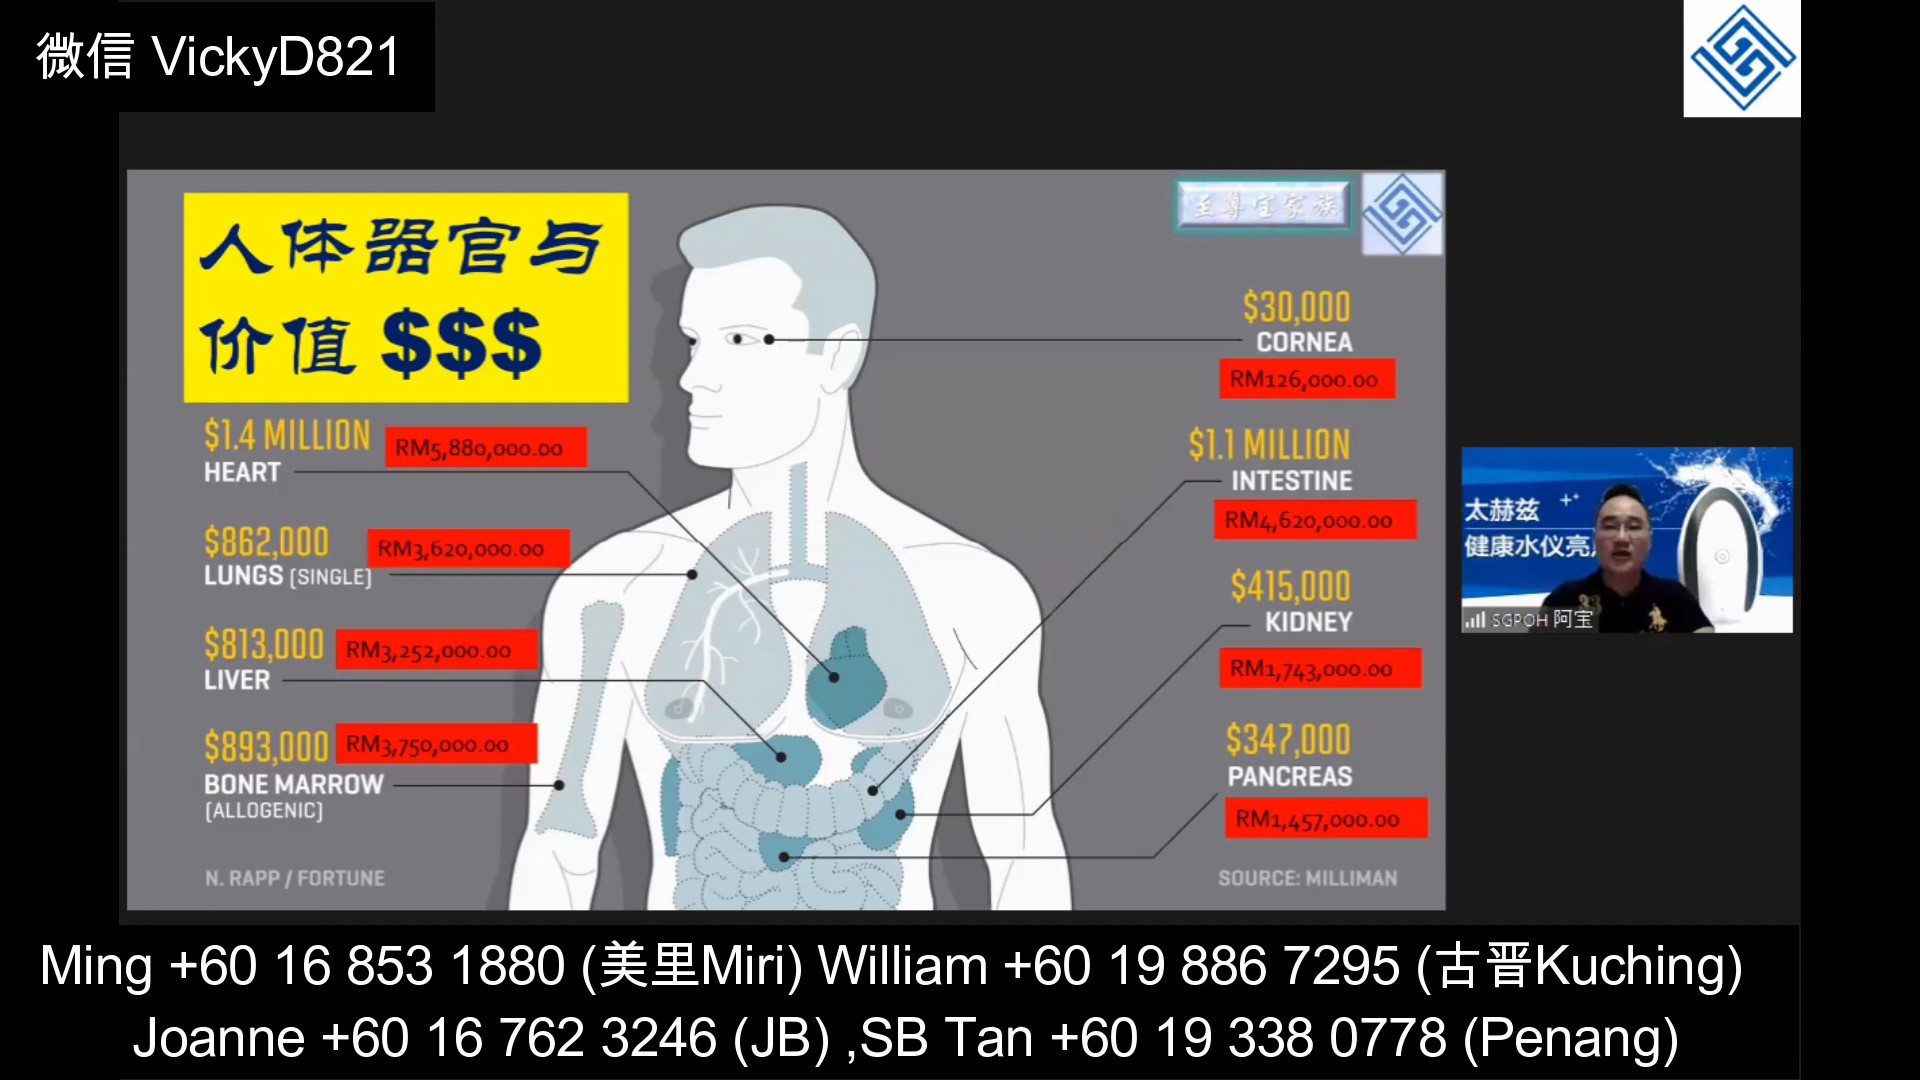 微信 VickyD821
人体器官与
价值 $$$
至尊宝家族
$1.4 MILLION
RM5,880,000.00
HEART
$862,000
RM3,620,000.00
LUNGS (SINGLE)
$813,000
RM3,252,000.00
LIVER
$893,000
RM3,750,000.00
BONE MARROW
(ALLOGENIC)
N. RAPP / FORTUNE
$30,000
CORNEA
RM126,000.00
$1.1 MILLION
INTESTINE
RM4,620,000.00
$415,000
KIDNEY
RM1,743,000.00
$347,000
PANCREAS
RM1,457,000.00
SOURCE: MILLIMAN
太赫兹
健康水仪亮
SGPOH 阿宝
Ming +60 16 853 1880 (美里Miri) William +60 19 886 7295 (古晋Kuching)
Joanne +60 16 762 3246 (JB) ,SB Tan +60 19 338 0778 (Penang)